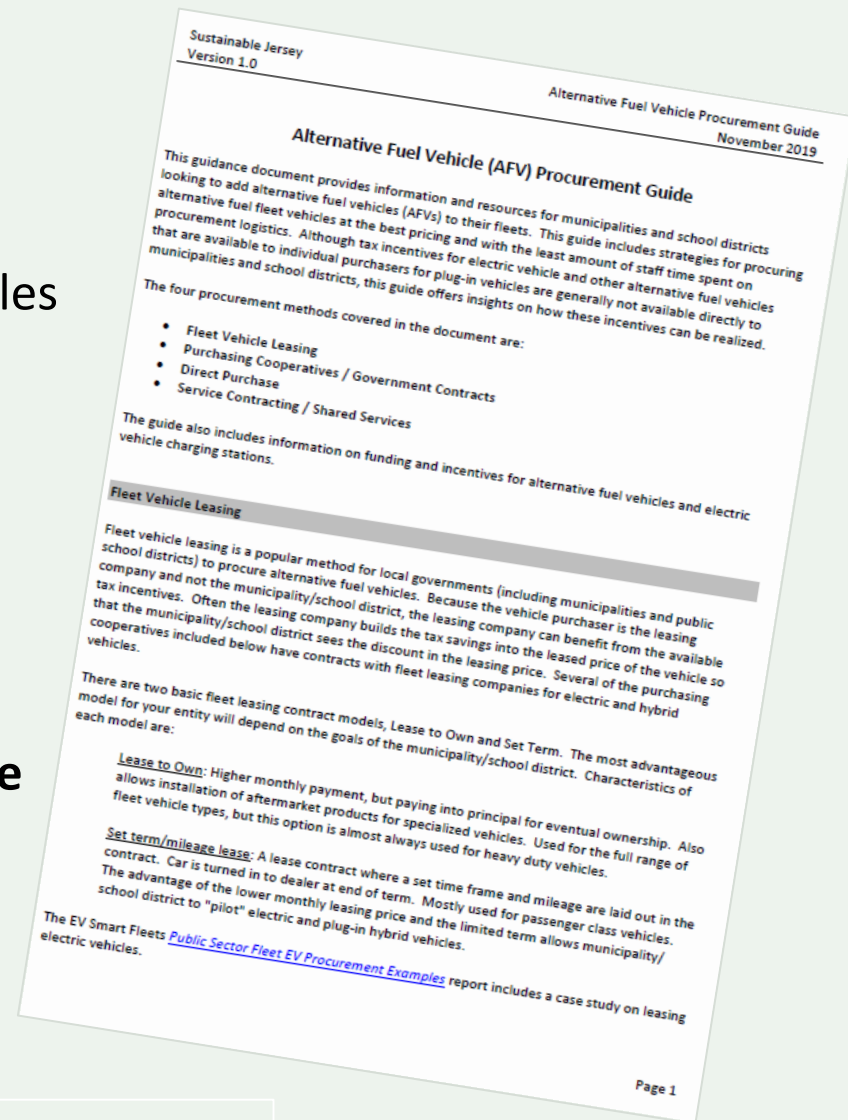 les
e
Sustainable Jersey
Version 1.0
Alternative Fuel Vehicle Procurement Guide
November 2019
Alternative Fuel Vehicle (AFV) Procurement Guide
This guidance document provides information and resources for municipalities and school districts
looking to add alternative fuel vehicles (AFVs) to their fleets. This guide includes strategies for procuring
alternative fuel fleet vehicles at the best pricing and with the least amount of staff time spent on
procurement logistics. Although tax incentives for electric vehicle and other alternative fuel vehicles
that are available to individual purchasers for plug-in vehicles are generally not available directly to
municipalities and school districts, this guide offers insights on how these incentives can be realized.
The four procurement methods covered in the document are:
• Fleet Vehicle Leasing
• Purchasing Cooperatives / Government Contracts
• Direct Purchase
• Service Contracting / Shared Services
The guide also includes information on funding and incentives for alternative fuel vehicles and electric
vehicle charging stations.
Fleet Vehicle Leasing
Fleet vehicle leasing is a popular method for local governments (including municipalities and public
school districts) to procure alternative fuel vehicles. Because the vehicle purchaser is the leasing
company and not the municipality/school district, the leasing company can benefit from the available
tax incentives. Often the leasing company builds the tax savings into the leased price of the vehicle so
that the municipality/school district sees the discount in the leasing price. Several of the purchasing
cooperatives included below have contracts with fleet leasing companies for electric and hybrid
vehicles.
There are two basic fleet leasing contract models, Lease to Own and Set Term. The most advantageous
model for your entity will depend on the goals of the municipality/school district. Characteristics of
each model are:
Lease to Own: Higher monthly payment, but paying into principal for eventual ownership. Also
allows installation of aftermarket products for specialized vehicles. Used for the full range of
fleet vehicle types, but this option is almost always used for heavy duty vehicles.
Set term/mileage lease: A lease contract where a set time frame and mileage are laid out in the
contract. Car is turned in to dealer at end of term. Mostly used for passenger class vehicles.
The advantage of the lower monthly leasing price and the limited term allows municipality/
school district to "pilot" electric and plug-in hybrid vehicles.
The EV Smart Fleets Public Sector Fleet EV Procurement Examples report includes a case study on leasing
electric vehicles.
Page 1